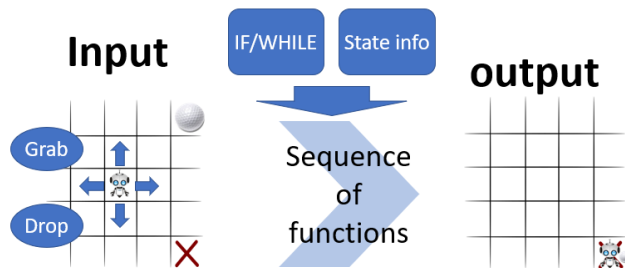 Input
IF/WHILE
State info
output
Grab
Drop
Sequence
of
functions